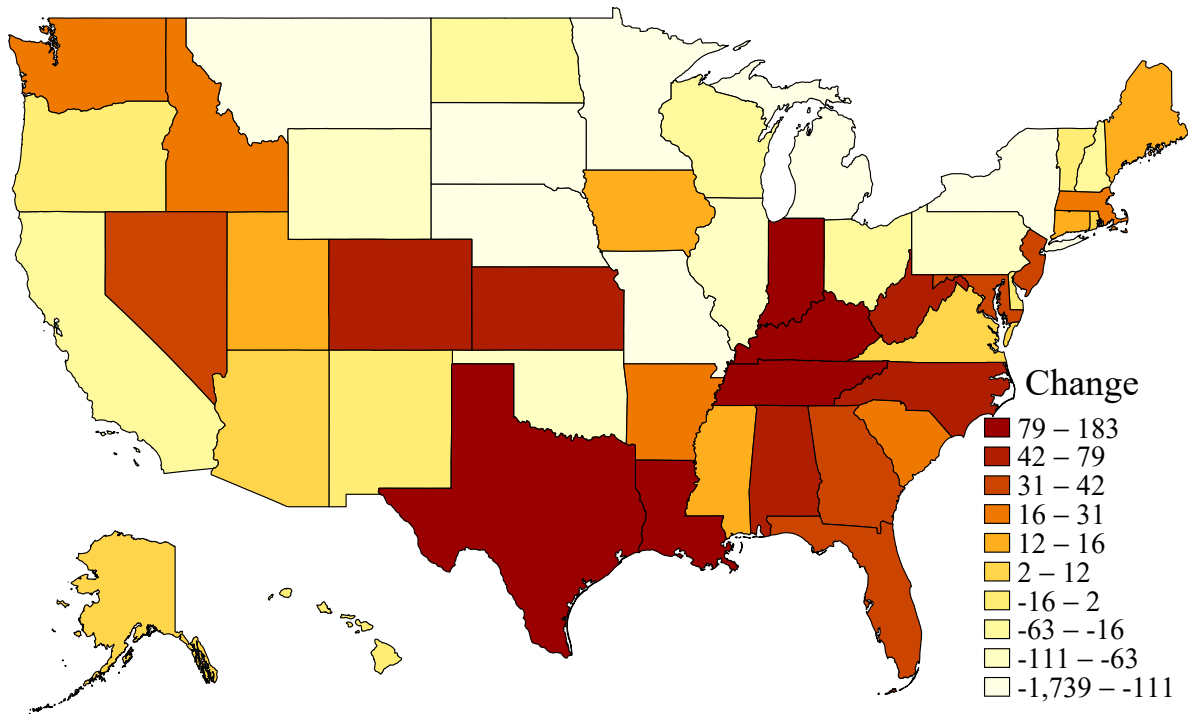 Change
79 – 183
42 – 79
31 – 42
16 – 31
12 – 16
2 – 12
-16 – 2
-63 – -16
-111 – -63
-1,739 – -111